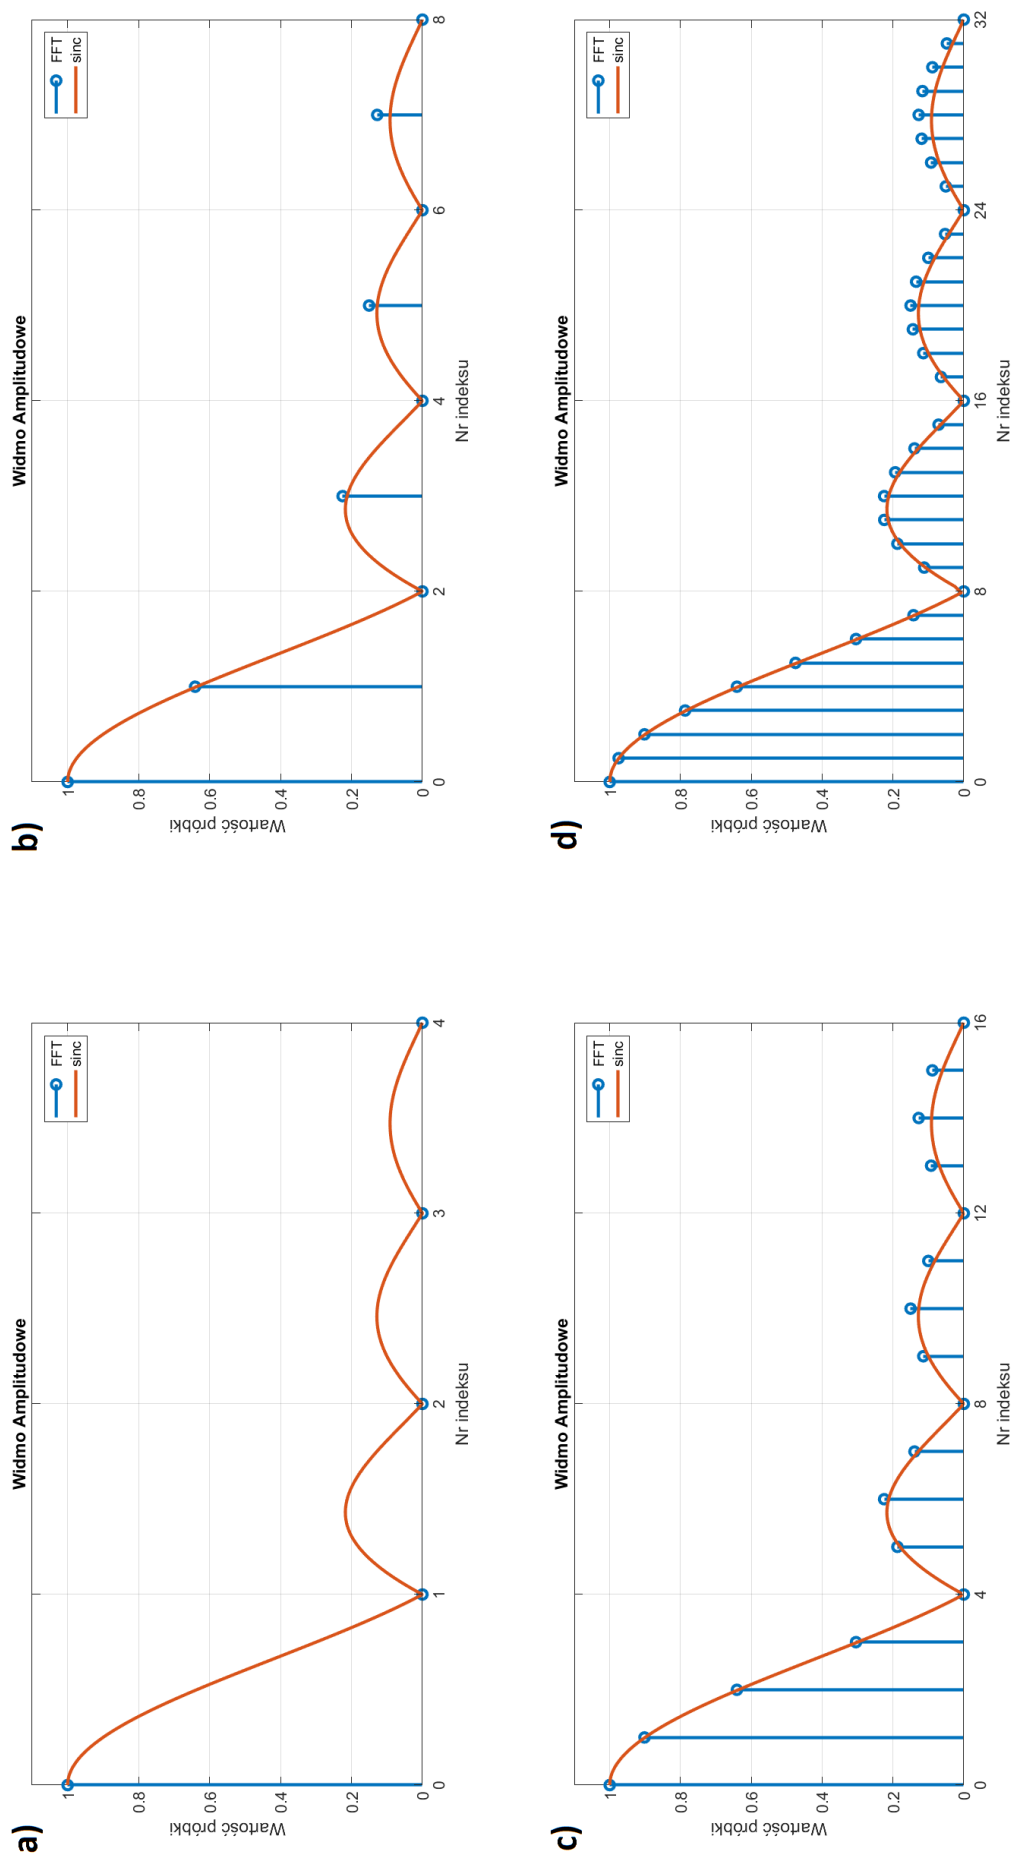 a)
Widmo Amplitudowe
FFT
sinc
Wartość próbki
1
0.8
0.6
0.4
0.2
0
0 1 2 3 4
Nr indeksu
b)
Widmo Amplitudowe
FFT
sinc
Wartość próbki
1
0.8
0.6
0.4
0.2
0
0 2 4 6 8
Nr indeksu
c)
Widmo Amplitudowe
FFT
sinc
Wartość próbki
1
0.8
0.6
0.4
0.2
0
0 4 8 12 16
Nr indeksu
d)
Widmo Amplitudowe
FFT
sinc
Wartość próbki
1
0.8
0.6
0.4
0.2
0
0 8 16 24 32
Nr indeksu